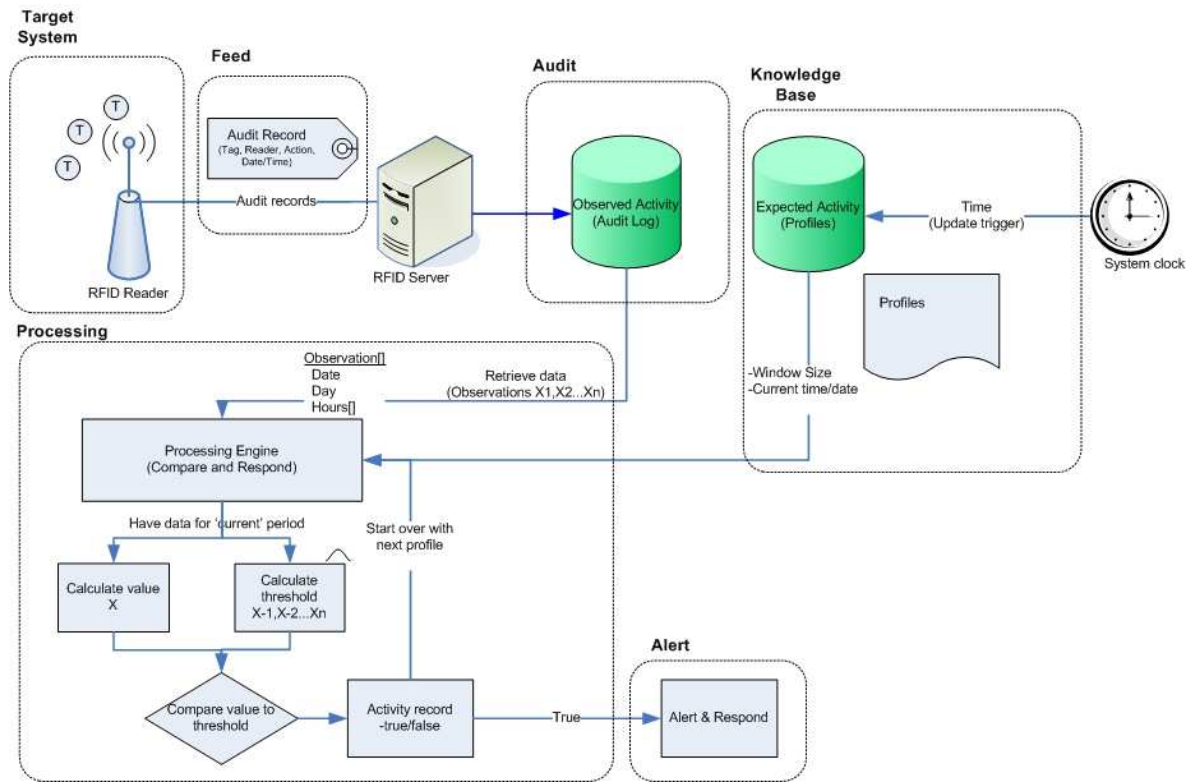 Target
System
Feed
Audit
Knowledge
Base
T
T
T
Audit Record
(Tag, Reader, Action,
Date/Time)
Audit records
RFID Reader
RFID Server
Observed Activity
(Audit Log)
Expected Activity
(Profiles)
Time
(Update trigger)
System clock
Profiles
-Window Size
-Current time/date
Processing
Observation[]
Date
Day
Hours[]
Retrieve data
(Observations X1,X2...Xn)
Processing Engine
(Compare and Respond)
Have data for 'current' period
Start over with
next profile
Calculate value
X
Calculate
threshold
X-1,X-2...Xn
Compare value to
threshold
Activity record
-true/false
True
Alert
Alert & Respond